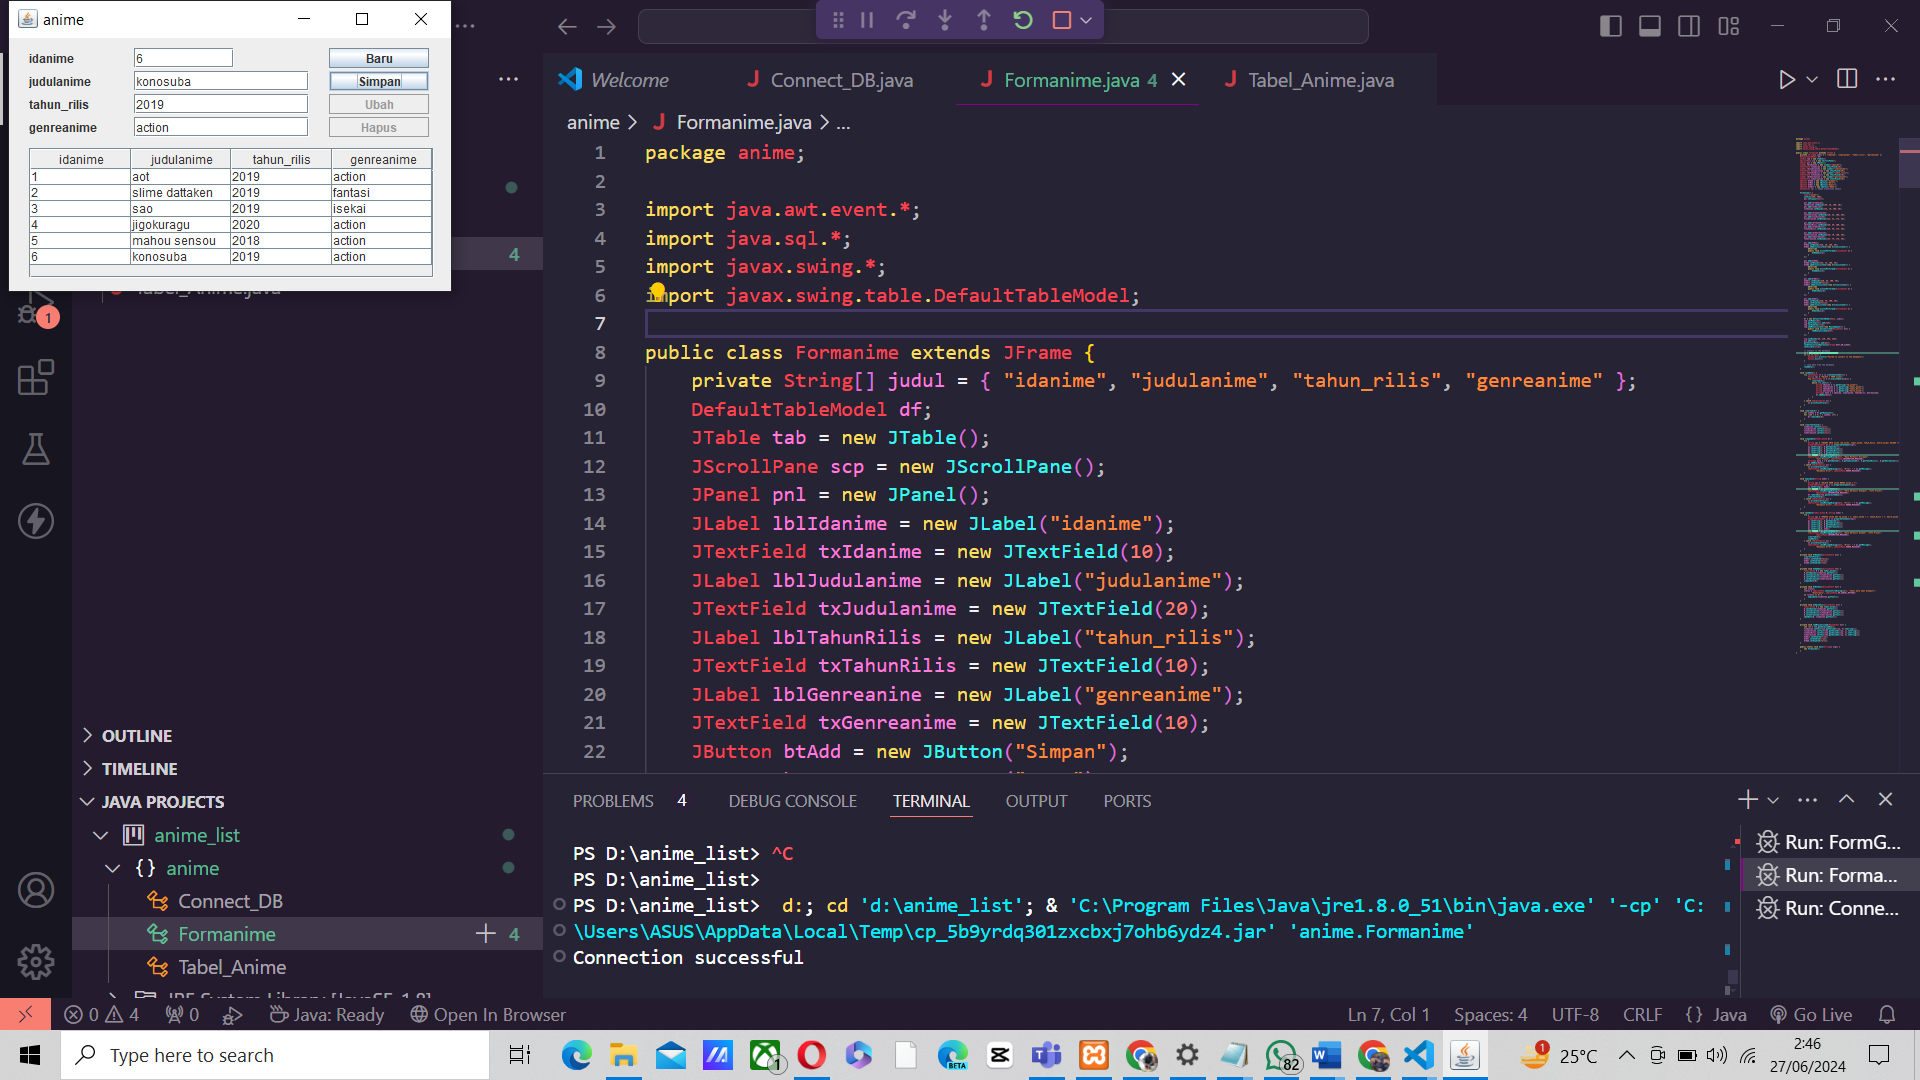 anime
idanime 6 Baru
judulanime konosuba Simpan
tahun_rilis 2019 Ubah
genreanime action Hapus
idanime judulanime tahun_rilis genreanime
1 aot 2019 action
2 slime dattaken 2019 fantasi
3 sao 2019 isekai
4 jigokuragu 2020 action
5 mahou sensou 2018 action
6 konosuba 2019 action
4
1
OUTLINE
TIMELINE
JAVA PROJECTS
anime_list
{} anime
Connect_DB
Formanime 4
Tabel_Anime
Welcome Connect_DB.java Formanime.java 4 Tabel_Anime.java
anime > Formanime.java > ...
1 package anime;
2
3 import java.awt.event.*;
4 import java.sql.*;
5 import javax.swing.*;
6 import javax.swing.table.DefaultTableModel;
7
8 public class Formanime extends JFrame {
9 private String[] judul = { "idanime", "judulanime", "tahun_rilis", "genreanime" };
10 DefaultTableModel df;
11 JTable tab = new JTable();
12 JScrollPane scp = new JScrollPane();
13 JPanel pnl = new JPanel();
14 JLabel lblIdanime = new JLabel("idanime");
15 JTextField txIdanime = new JTextField(10);
16 JLabel lblJudulanime = new JLabel("judulanime");
17 JTextField txJudulanime = new JTextField(20);
18 JLabel lblTahunRilis = new JLabel("tahun_rilis");
19 JTextField txTahunRilis = new JTextField(10);
20 JLabel lblGenreanine = new JLabel("genreanime");
21 JTextField txGenreanime = new JTextField(10);
22 JButton btAdd = new JButton("Simpan");
PROBLEMS 4 DEBUG CONSOLE TERMINAL OUTPUT PORTS
PS D:\anime_list> ^C
PS D:\anime_list>
PS D:\anime_list> d:; cd 'd:\anime_list'; & 'C:\Program Files\Java\jre1.8.0_51\bin\java.exe' '-cp' 'C:
\Users\ASUS\AppData\Local\Temp\cp_5b9yrdq301zxcbxj7ohb6ydz4.jar' 'anime.Formanime'
Connection successful
Run: FormG...
Run: Forma...
Run: Conne...
0 4 0 Java: Ready Open In Browser Ln 7, Col 1 Spaces: 4 UTF-8 CRLF {} Java Go Live
Type here to search
1 BETA 82 1 25°C
2:46
27/06/2024